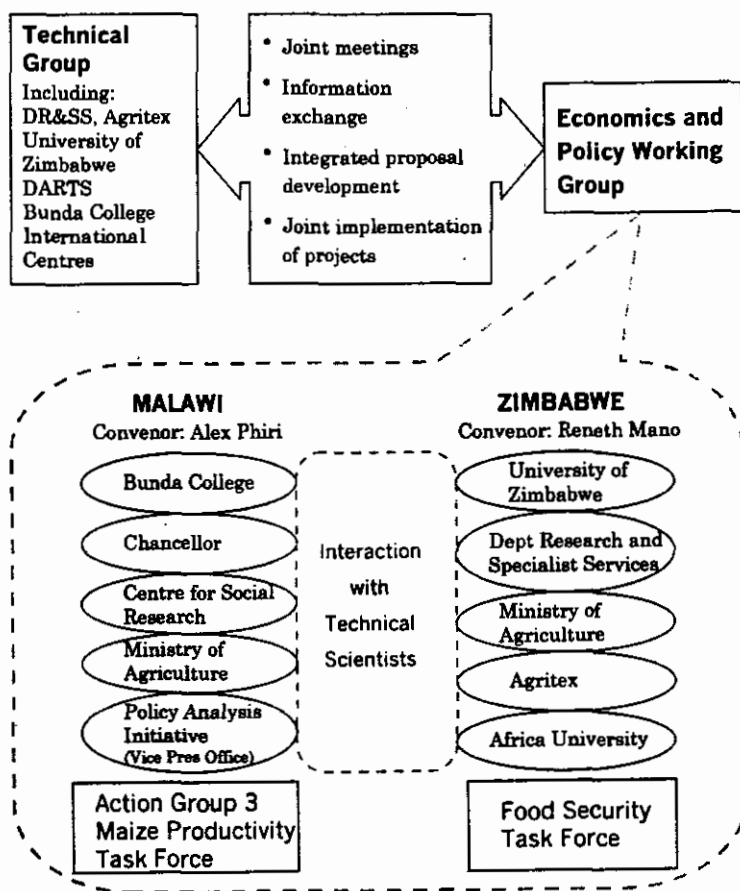 Technical
Group
Including:
DR&SS, Agritex
University of
Zimbabwe
DARTS
Bunda College
International
Centres
• Joint meetings
• Information
exchange
• Integrated proposal
development
• Joint implementation
of projects
Economics and
Policy Working
Group
MALAWI
Convenor: Alex Phiri
Bunda College
Chancellor
Centre for Social
Research
Ministry of
Agriculture
Policy Analysis
Initiative
(Vice Pres Office)
Action Group 3
Maize Productivity
Task Force
Interaction
with
Technical
Scientists
ZIMBABWE
Convenor: Reneth Mano
University of
Zimbabwe
Dept Research and
Specialist Services
Ministry of
Agriculture
Agritex
Africa University
Food Security
Task Force